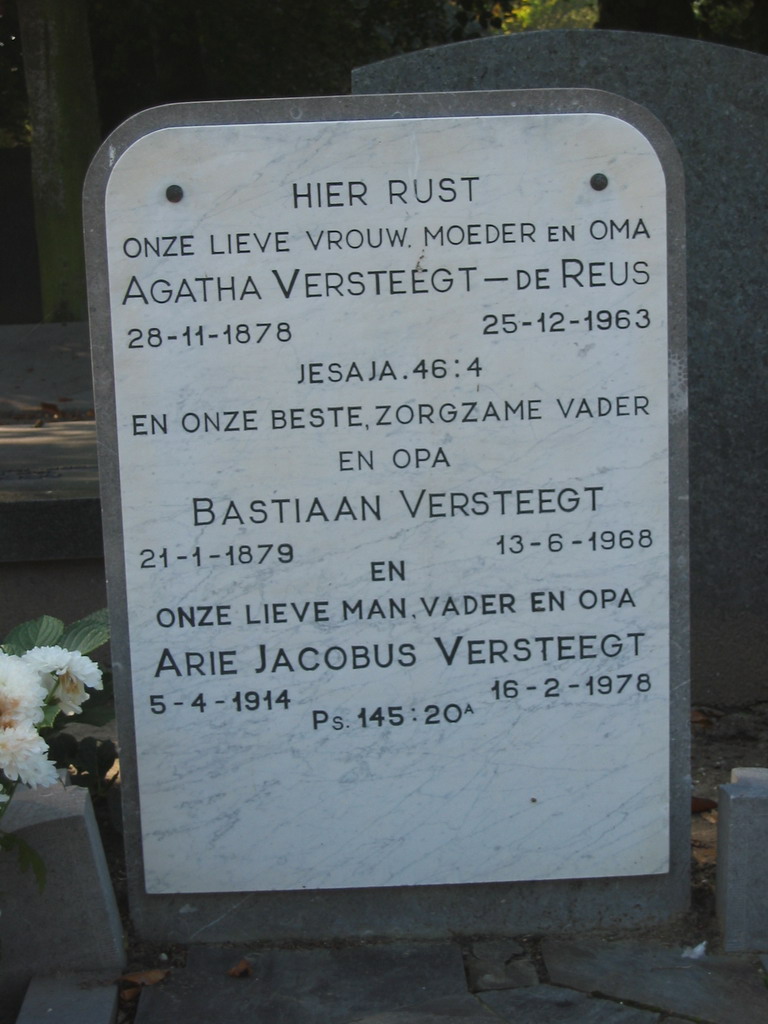 HIER RUST
ONZE LIEVE VROUW, MOEDER EN OMA
AGATHA VERSTEEGT - DE REUS
28-11-1878 25-12-1963
JESAJA. 46:4
EN ONZE BESTE, ZORGZAME VADER
EN OPA
BASTIAAN VERSTEEGT
21-1-1879 13-6-1968
EN
ONZE LIEVE MAN, VADER EN OPA
ARIE JACOBUS VERSTEEGT
5-4-1914 16-2-1978
PS. 145:20ᴬ